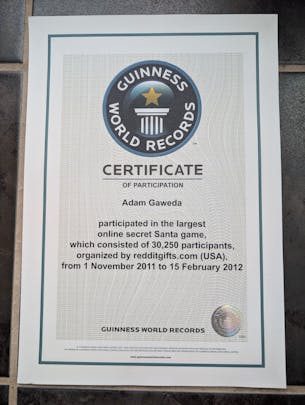 GUINNESS
WORLD RECORDS
TM
CERTIFICATE
OF PARTICIPATION
Adam Gaweda
participated in the largest
online secret Santa game,
which consisted of 30,250 participants,
organized by redditgifts.com (USA),
from 1 November 2011 to 15 February 2012
GUINNESS WORLD RECORDS